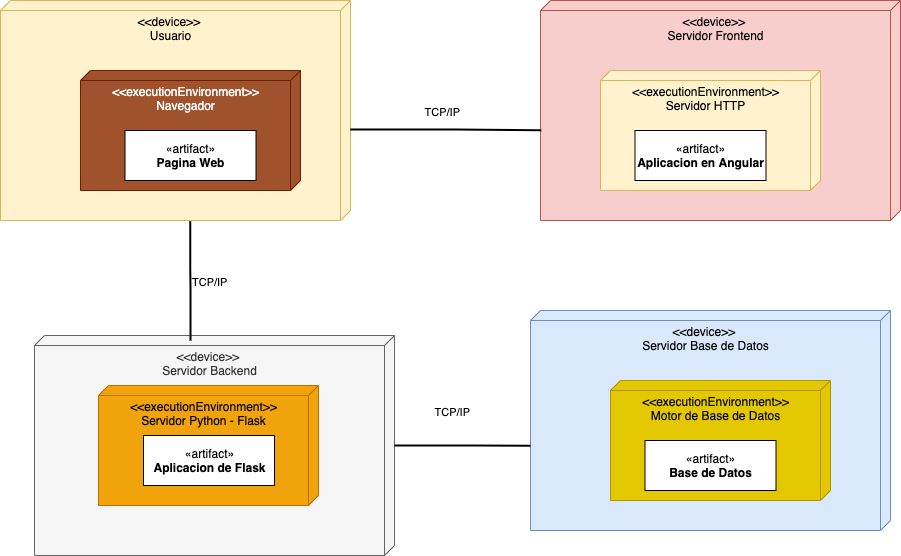 <<device>>
Usuario
<<executionEnvironment>>
Navegador
«artifact»
Pagina Web
TCP/IP
<<device>>
Servidor Frontend
<<executionEnvironment>>
Servidor HTTP
«artifact»
Aplicacion en Angular
TCP/IP
<<device>>
Servidor Backend
<<executionEnvironment>>
Servidor Python - Flask
«artifact»
Aplicacion de Flask
TCP/IP
<<device>>
Servidor Base de Datos
<<executionEnvironment>>
Motor de Base de Datos
«artifact»
Base de Datos